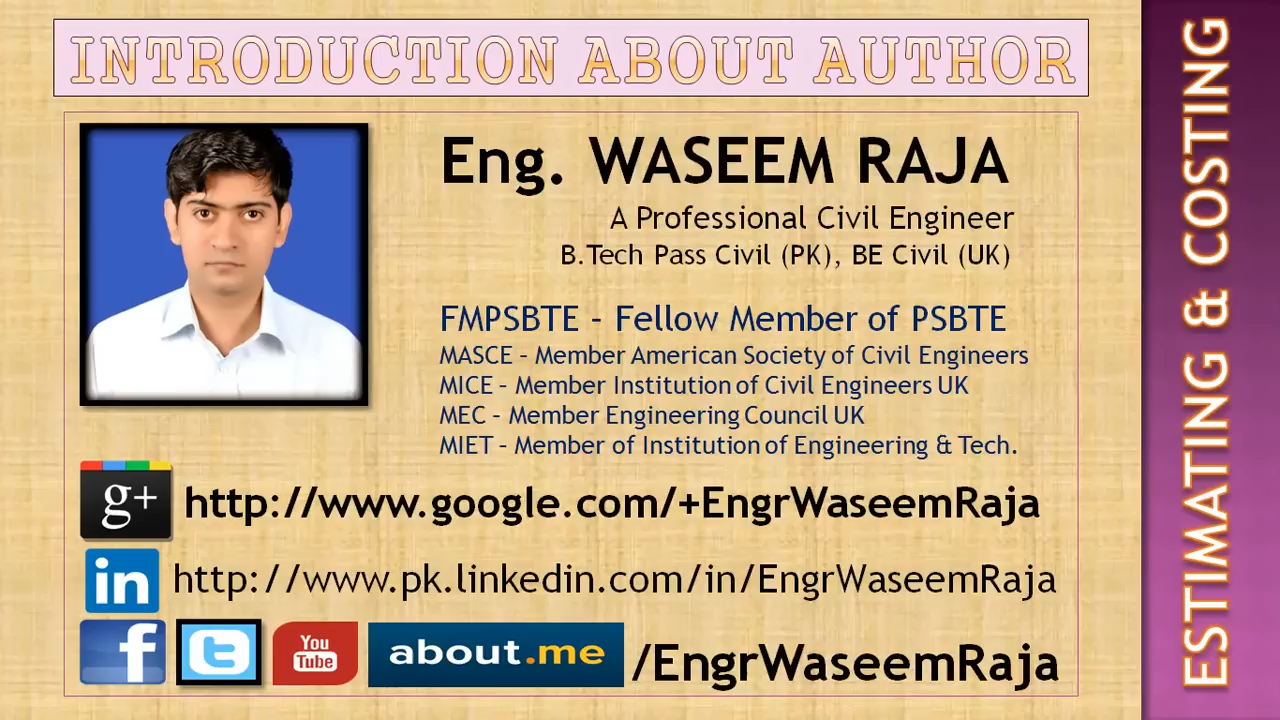 INTRODUCTION ABOUT AUTHOR
Eng. WASEEM RAJA
A Professional Civil Engineer
B.Tech Pass Civil (PK), BE Civil (UK)
FMPSBTE - Fellow Member of PSBTE
MASCE – Member American Society of Civil Engineers
MICE – Member Institution of Civil Engineers UK
MEC – Member Engineering Council UK
MIET – Member of Institution of Engineering & Tech.
g+ http://www.google.com/+EngrWaseemRaja
in http://www.pk.linkedin.com/in/EngrWaseemRaja
f t You Tube about.me /EngrWaseemRaja
ESTIMATING & COSTING